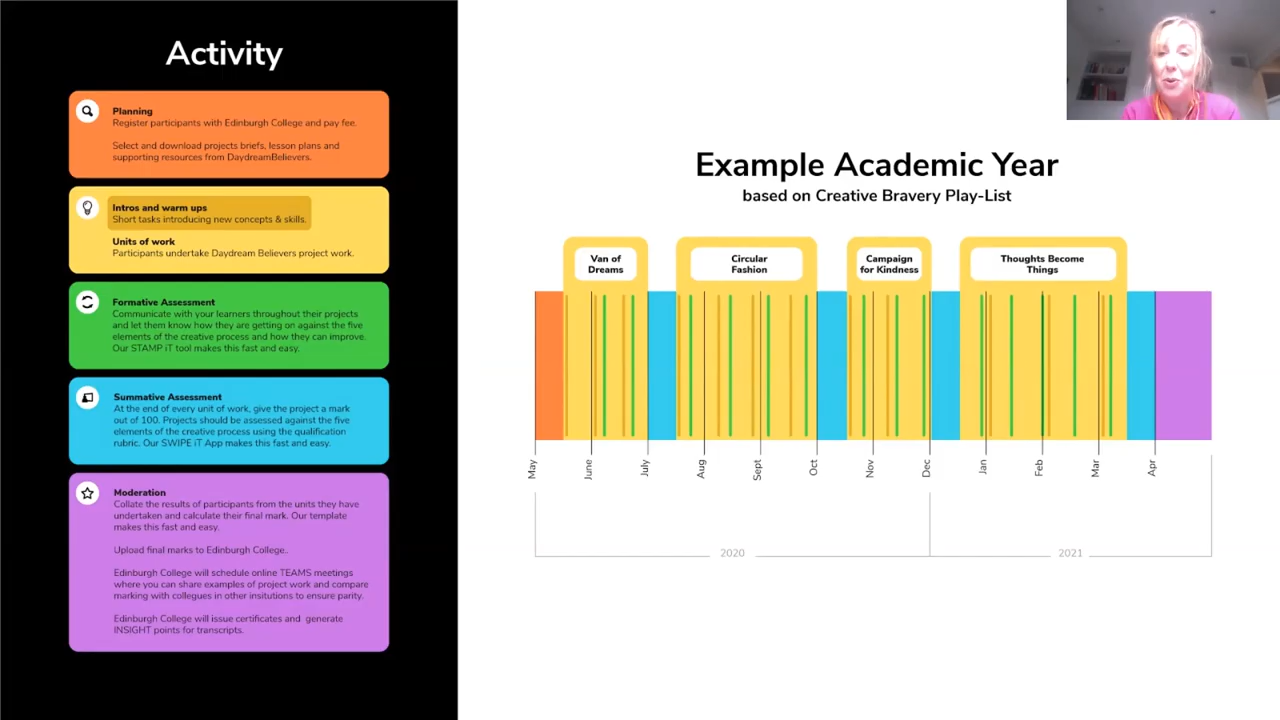 Activity
Planning
Register participants with Edinburgh College and pay fee.
Select and download projects briefs, lesson plans and
supporting resources from DaydreamBelievers.
Intros and warm ups
Short tasks introducing new concepts & skills.
Units of work
Participants undertake Daydream Believers project work.
Formative Assessment
Communicate with your learners throughout their projects
and let them know how they are getting on against the five
elements of the creative process and how they can improve.
Our STAMP iT tool makes this fast and easy.
Summative Assessment
At the end of every unit of work, give the project a mark
out of 100. Projects should be assessed against the five
elements of the creative process using the qualification
rubric. Our SWIPE iT App makes this fast and easy.
Moderation
Collate the results of participants from the units they have
undertaken and calculate their final mark. Our template
makes this fast and easy.
Upload final marks to Edinburgh College..
Edinburgh College will schedule online TEAMS meetings
where you can share examples of project work and compare
marking with collegues in other insitutions to ensure parity.
Edinburgh College will issue certificates and generate
INSIGHT points for transcripts.
Example Academic Year
based on Creative Bravery Play-List
Van of
Dreams
Circular
Fashion
Campaign
for Kindness
Thoughts Become
Things
May
June
July
Aug
Sept
Oct
Nov
Dec
Jan
Feb
Mar
Apr
2020
2021